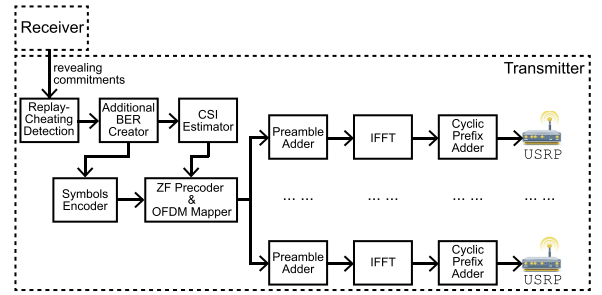 Receiver
revealing
commitments
Transmitter
Replay-
Cheating
Detection
Additional
BER
Creator
CSI
Estimator
Symbols
Encoder
ZF Precoder
&
OFDM Mapper
Preamble
Adder
IFFT
Cyclic
Prefix
Adder
USRP
... ...
... ...
... ...
... ...
Preamble
Adder
IFFT
Cyclic
Prefix
Adder
USRP